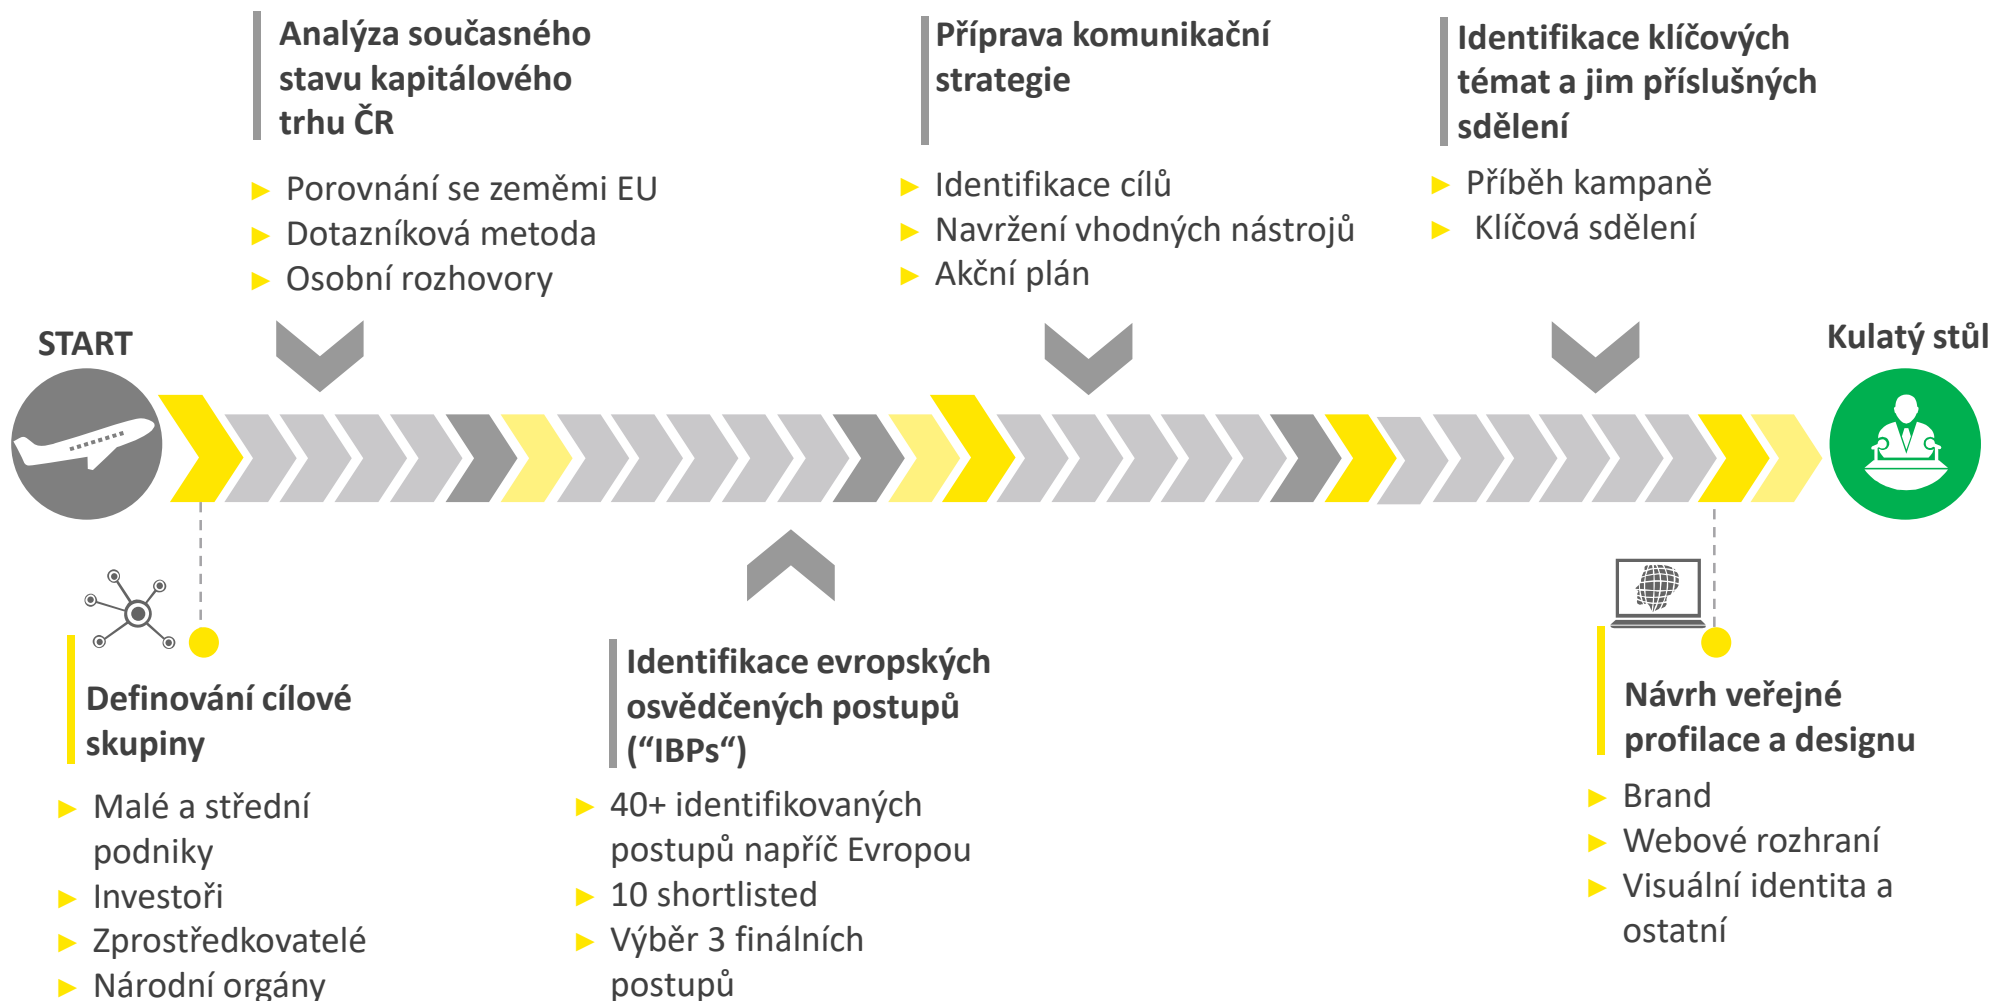 Analýza současného
stavu kapitálového
trhu ČR
► Porovnání se zeměmi EU
► Dotazníková metoda
► Osobní rozhovory
Příprava komunikační
strategie
► Identifikace cílů
► Navržení vhodných nástrojů
► Akční plán
Identifikace klíčových
témat a jim příslušných
sdělení
► Příběh kampaně
► Klíčová sdělení
START
Kulatý stůl
Definování cílové
skupiny
► Malé a střední
podniky
► Investoři
► Zprostředkovatelé
► Národní orgány
Identifikace evropských
osvědčených postupů
(“IBPs“)
► 40+ identifikovaných
postupů napříč Evropou
► 10 shortlisted
► Výběr 3 finálních
postupů
Návrh veřejné
profilace a designu
► Brand
► Webové rozhraní
► Visuální identita a
ostatní